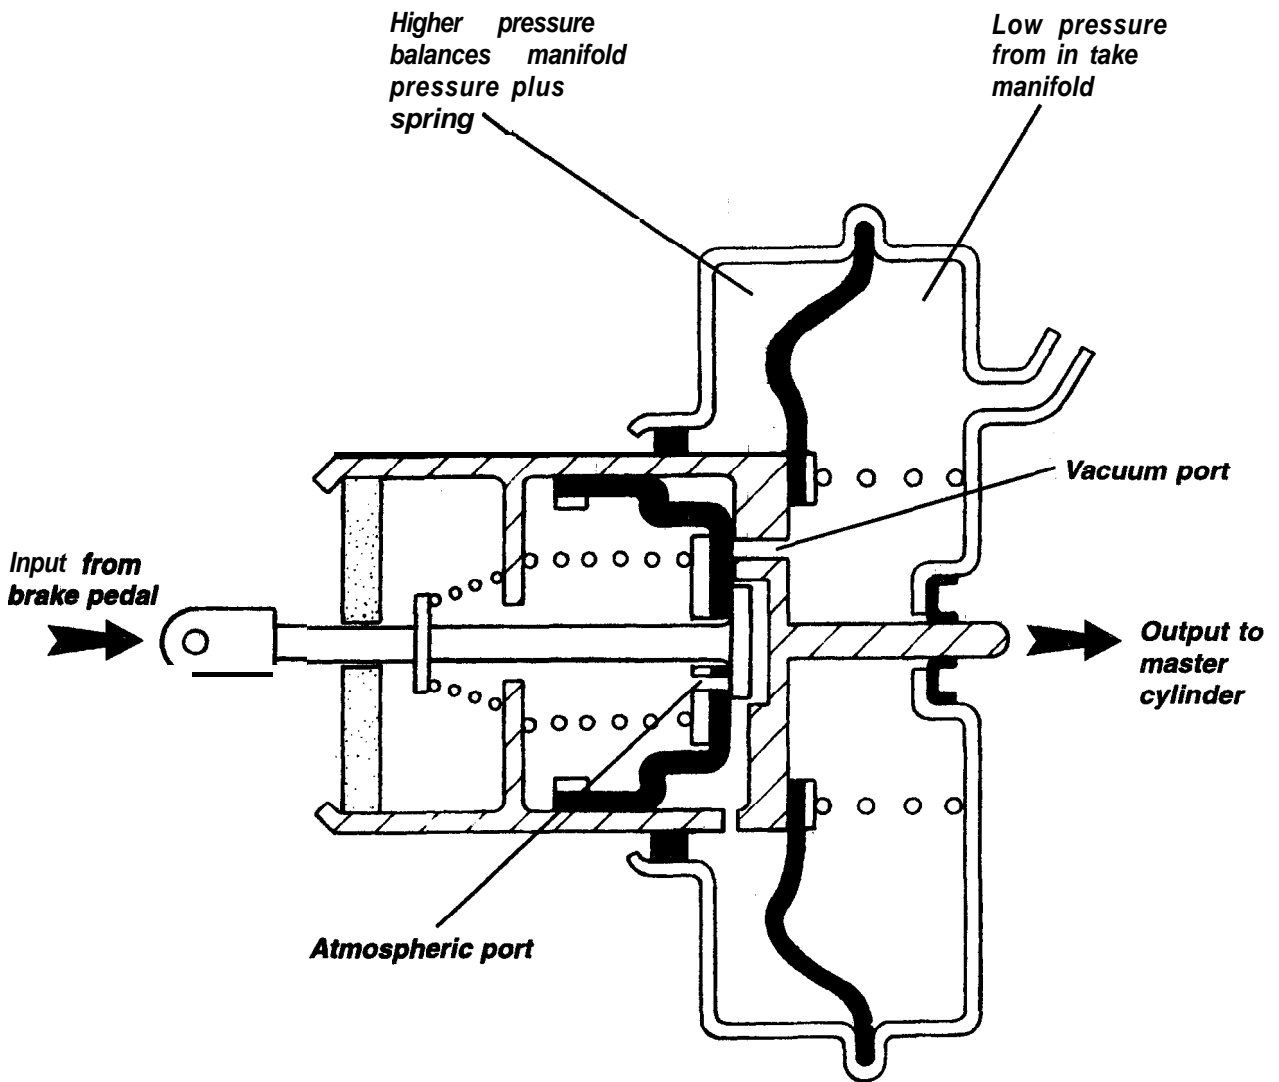 Higher pressure
balances manifold
pressure plus
spring
Low pressure
from in take
manifold
Vacuum port
Input from
brake pedal
Output to
master
cylinder
Atmospheric port